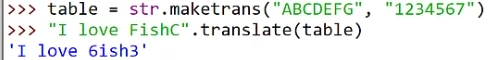 >>> table = str.maketrans("ABCDEFG", "1234567")
>>> "I love FishC".translate(table)
'I love 6ish3'